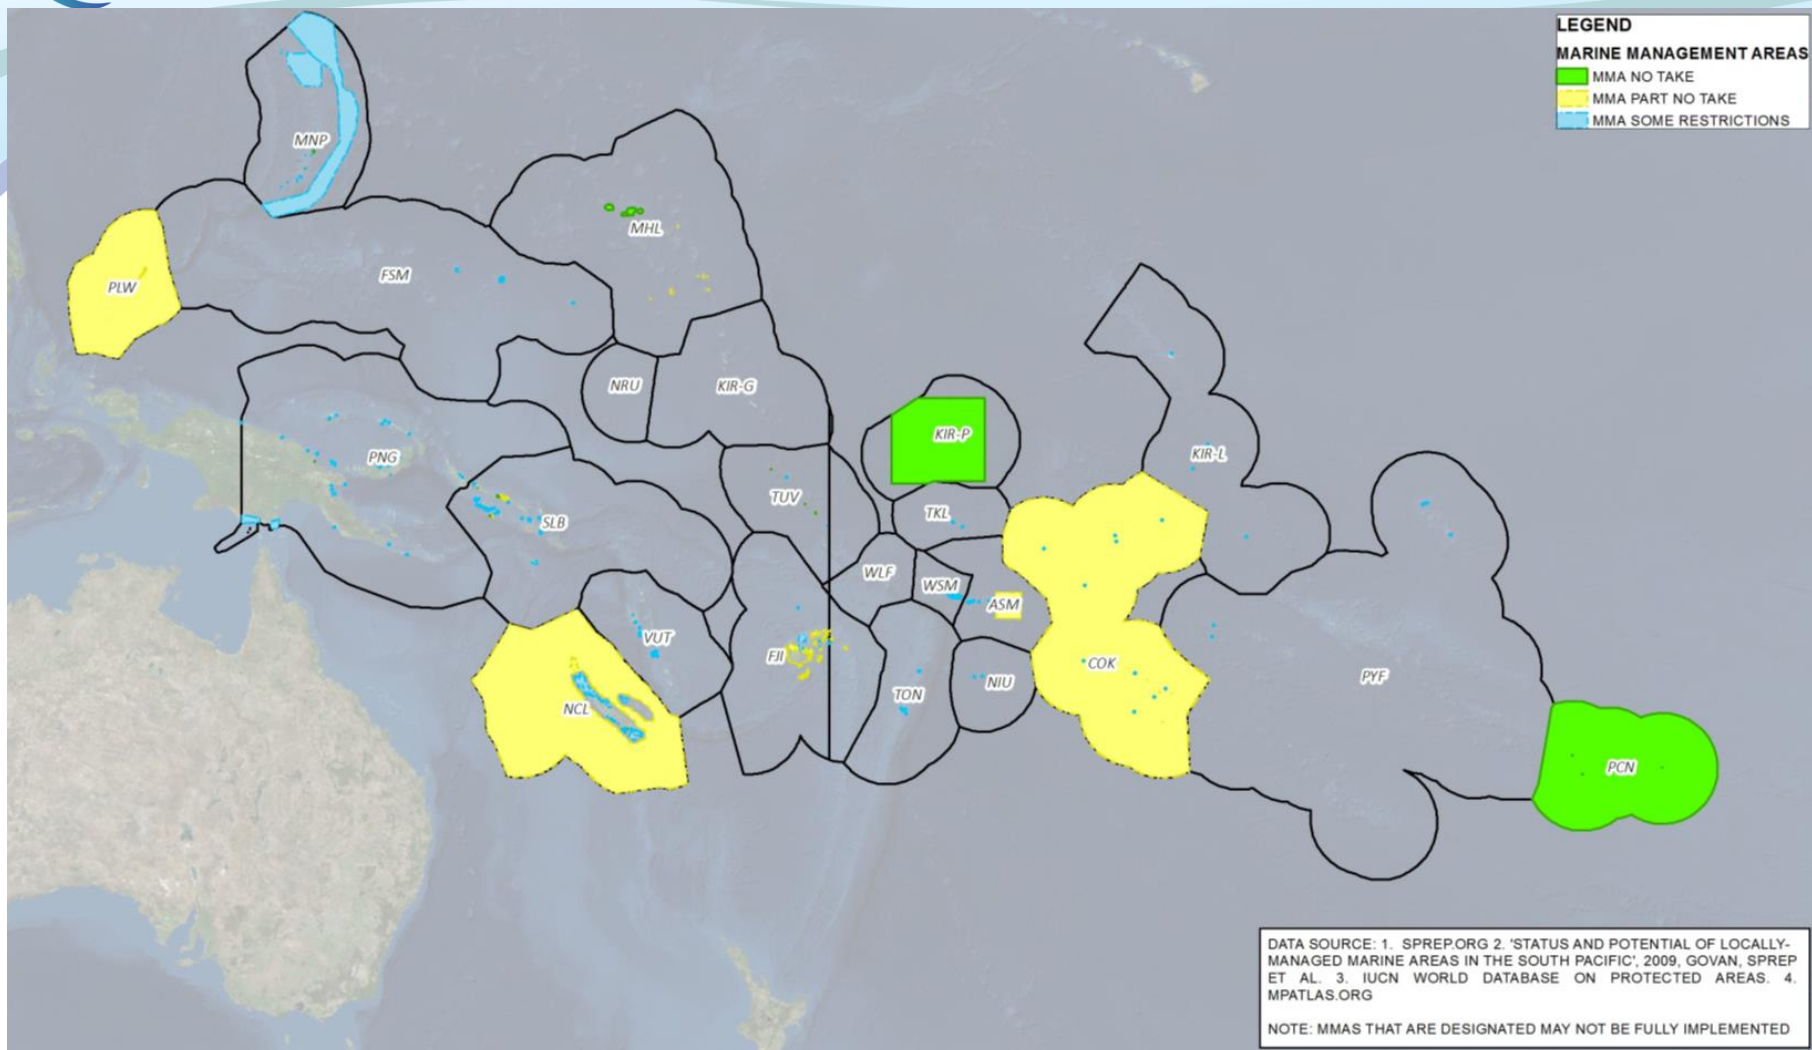 LEGEND
MARINE MANAGEMENT AREAS
MMA NO TAKE
MMA PART NO TAKE
MMA SOME RESTRICTIONS
MNP
MHL
FSM
PLW
NRU
KIR-G
KIR-P
KIR-L
PNG
TUV
TKL
SLB
WLF
WSM
ASM
VUT
FJI
COK
NCL
TON
NIU
PYF
PCN
DATA SOURCE: 1. SPREP.ORG 2. 'STATUS AND POTENTIAL OF LOCALLY-
MANAGED MARINE AREAS IN THE SOUTH PACIFIC', 2009, GOVAN, SPREP
ET AL. 3. IUCN WORLD DATABASE ON PROTECTED AREAS. 4.
MPATLAS.ORG
NOTE: MMAS THAT ARE DESIGNATED MAY NOT BE FULLY IMPLEMENTED